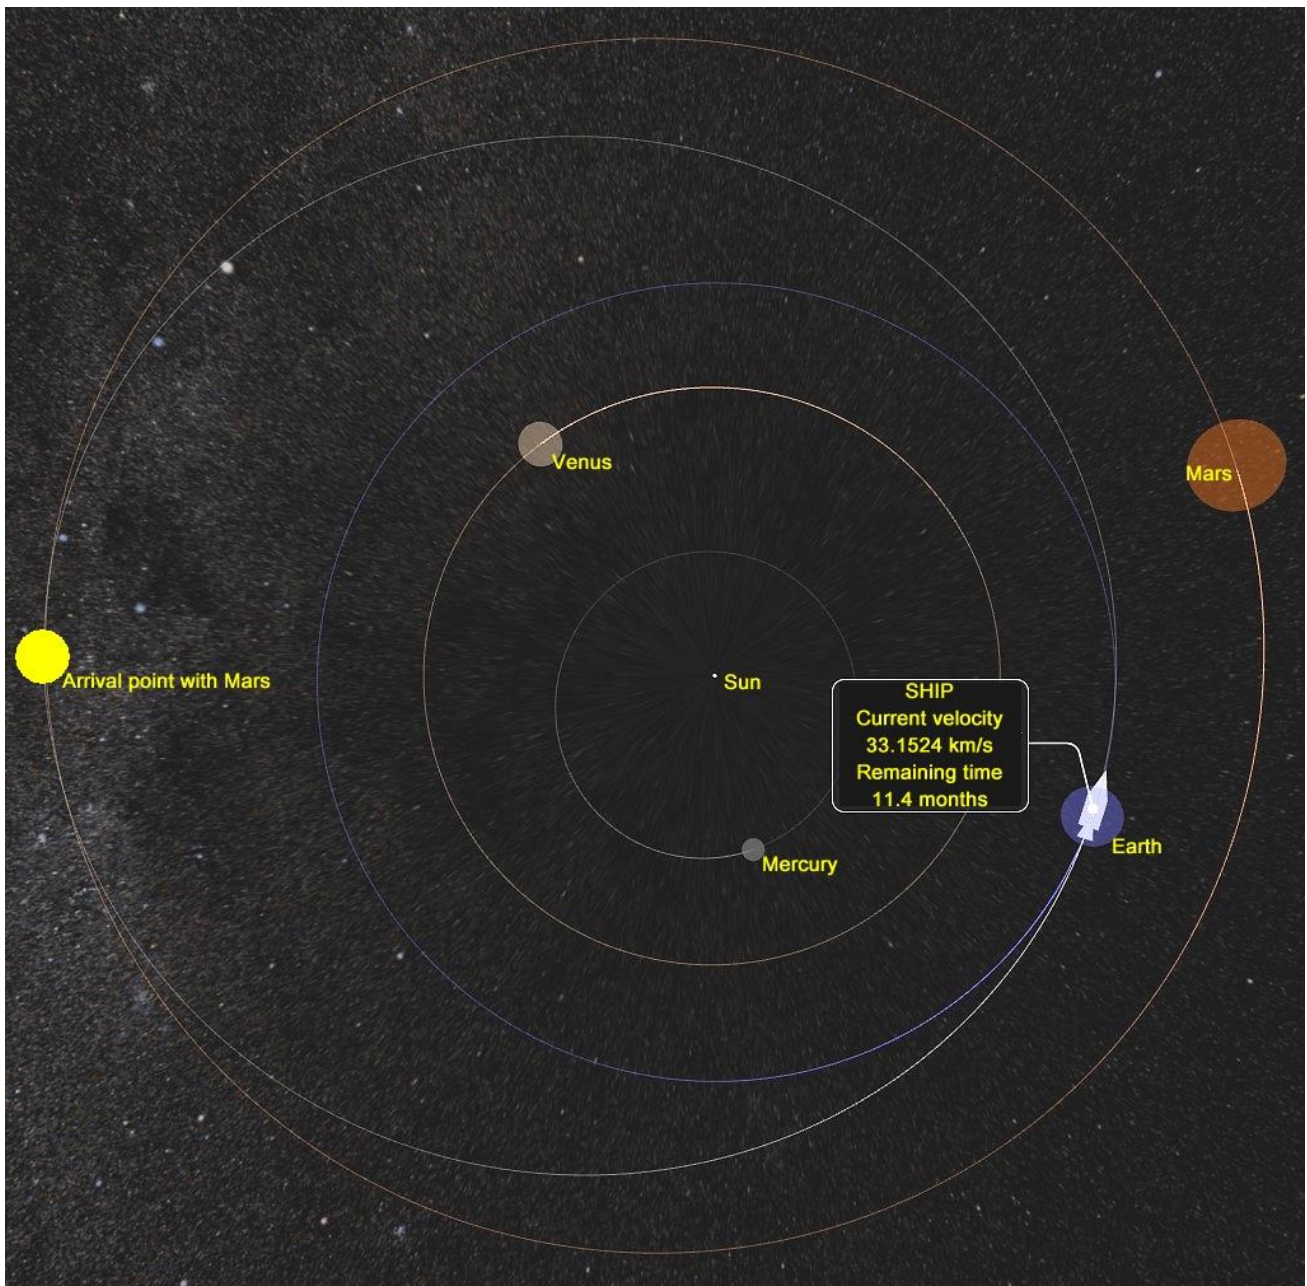 Venus
Mars
Arrival point with Mars
Sun
SHIP
Current velocity
33.1524 km/s
Remaining time
11.4 months
Earth
Mercury